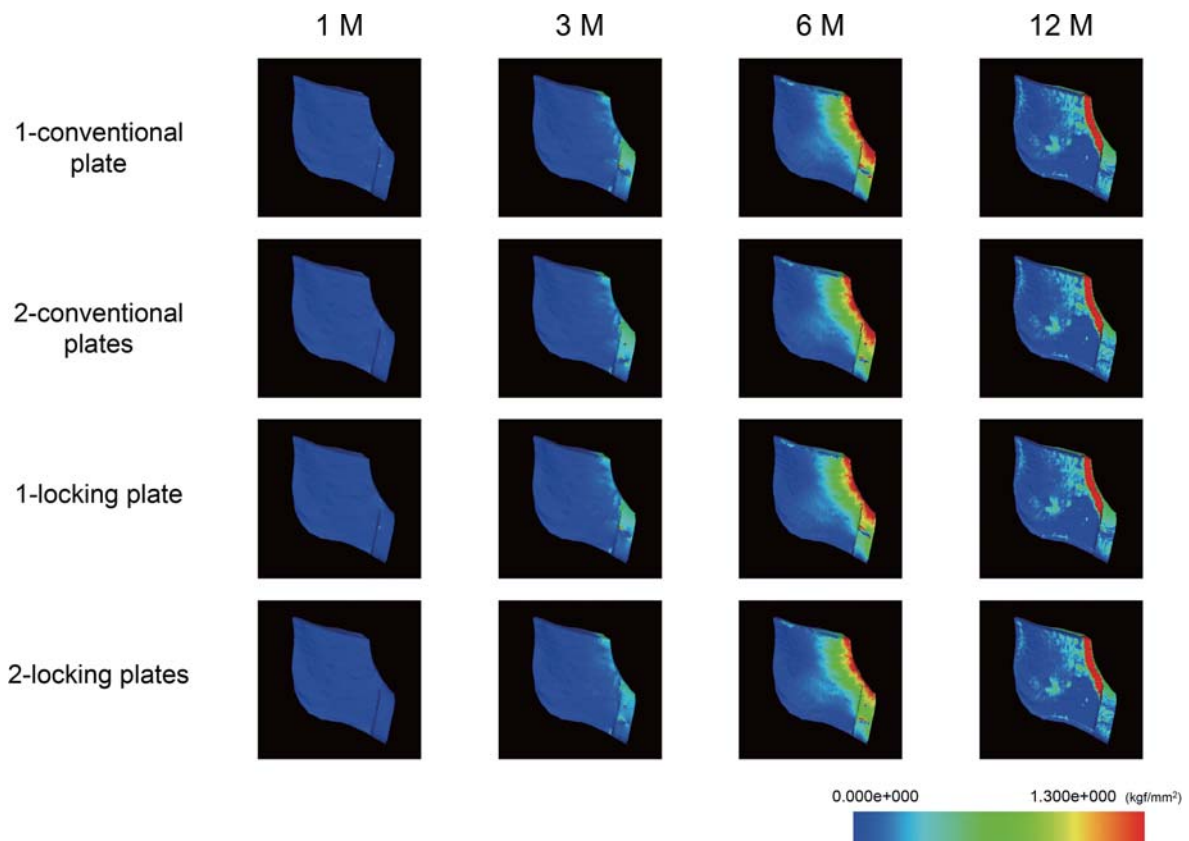 1 M 3 M 6 M 12 M
1-conventional
plate
2-conventional
plates
1-locking plate
2-locking plates
0.000e+000 1.300e+000 (kgf/mm²)